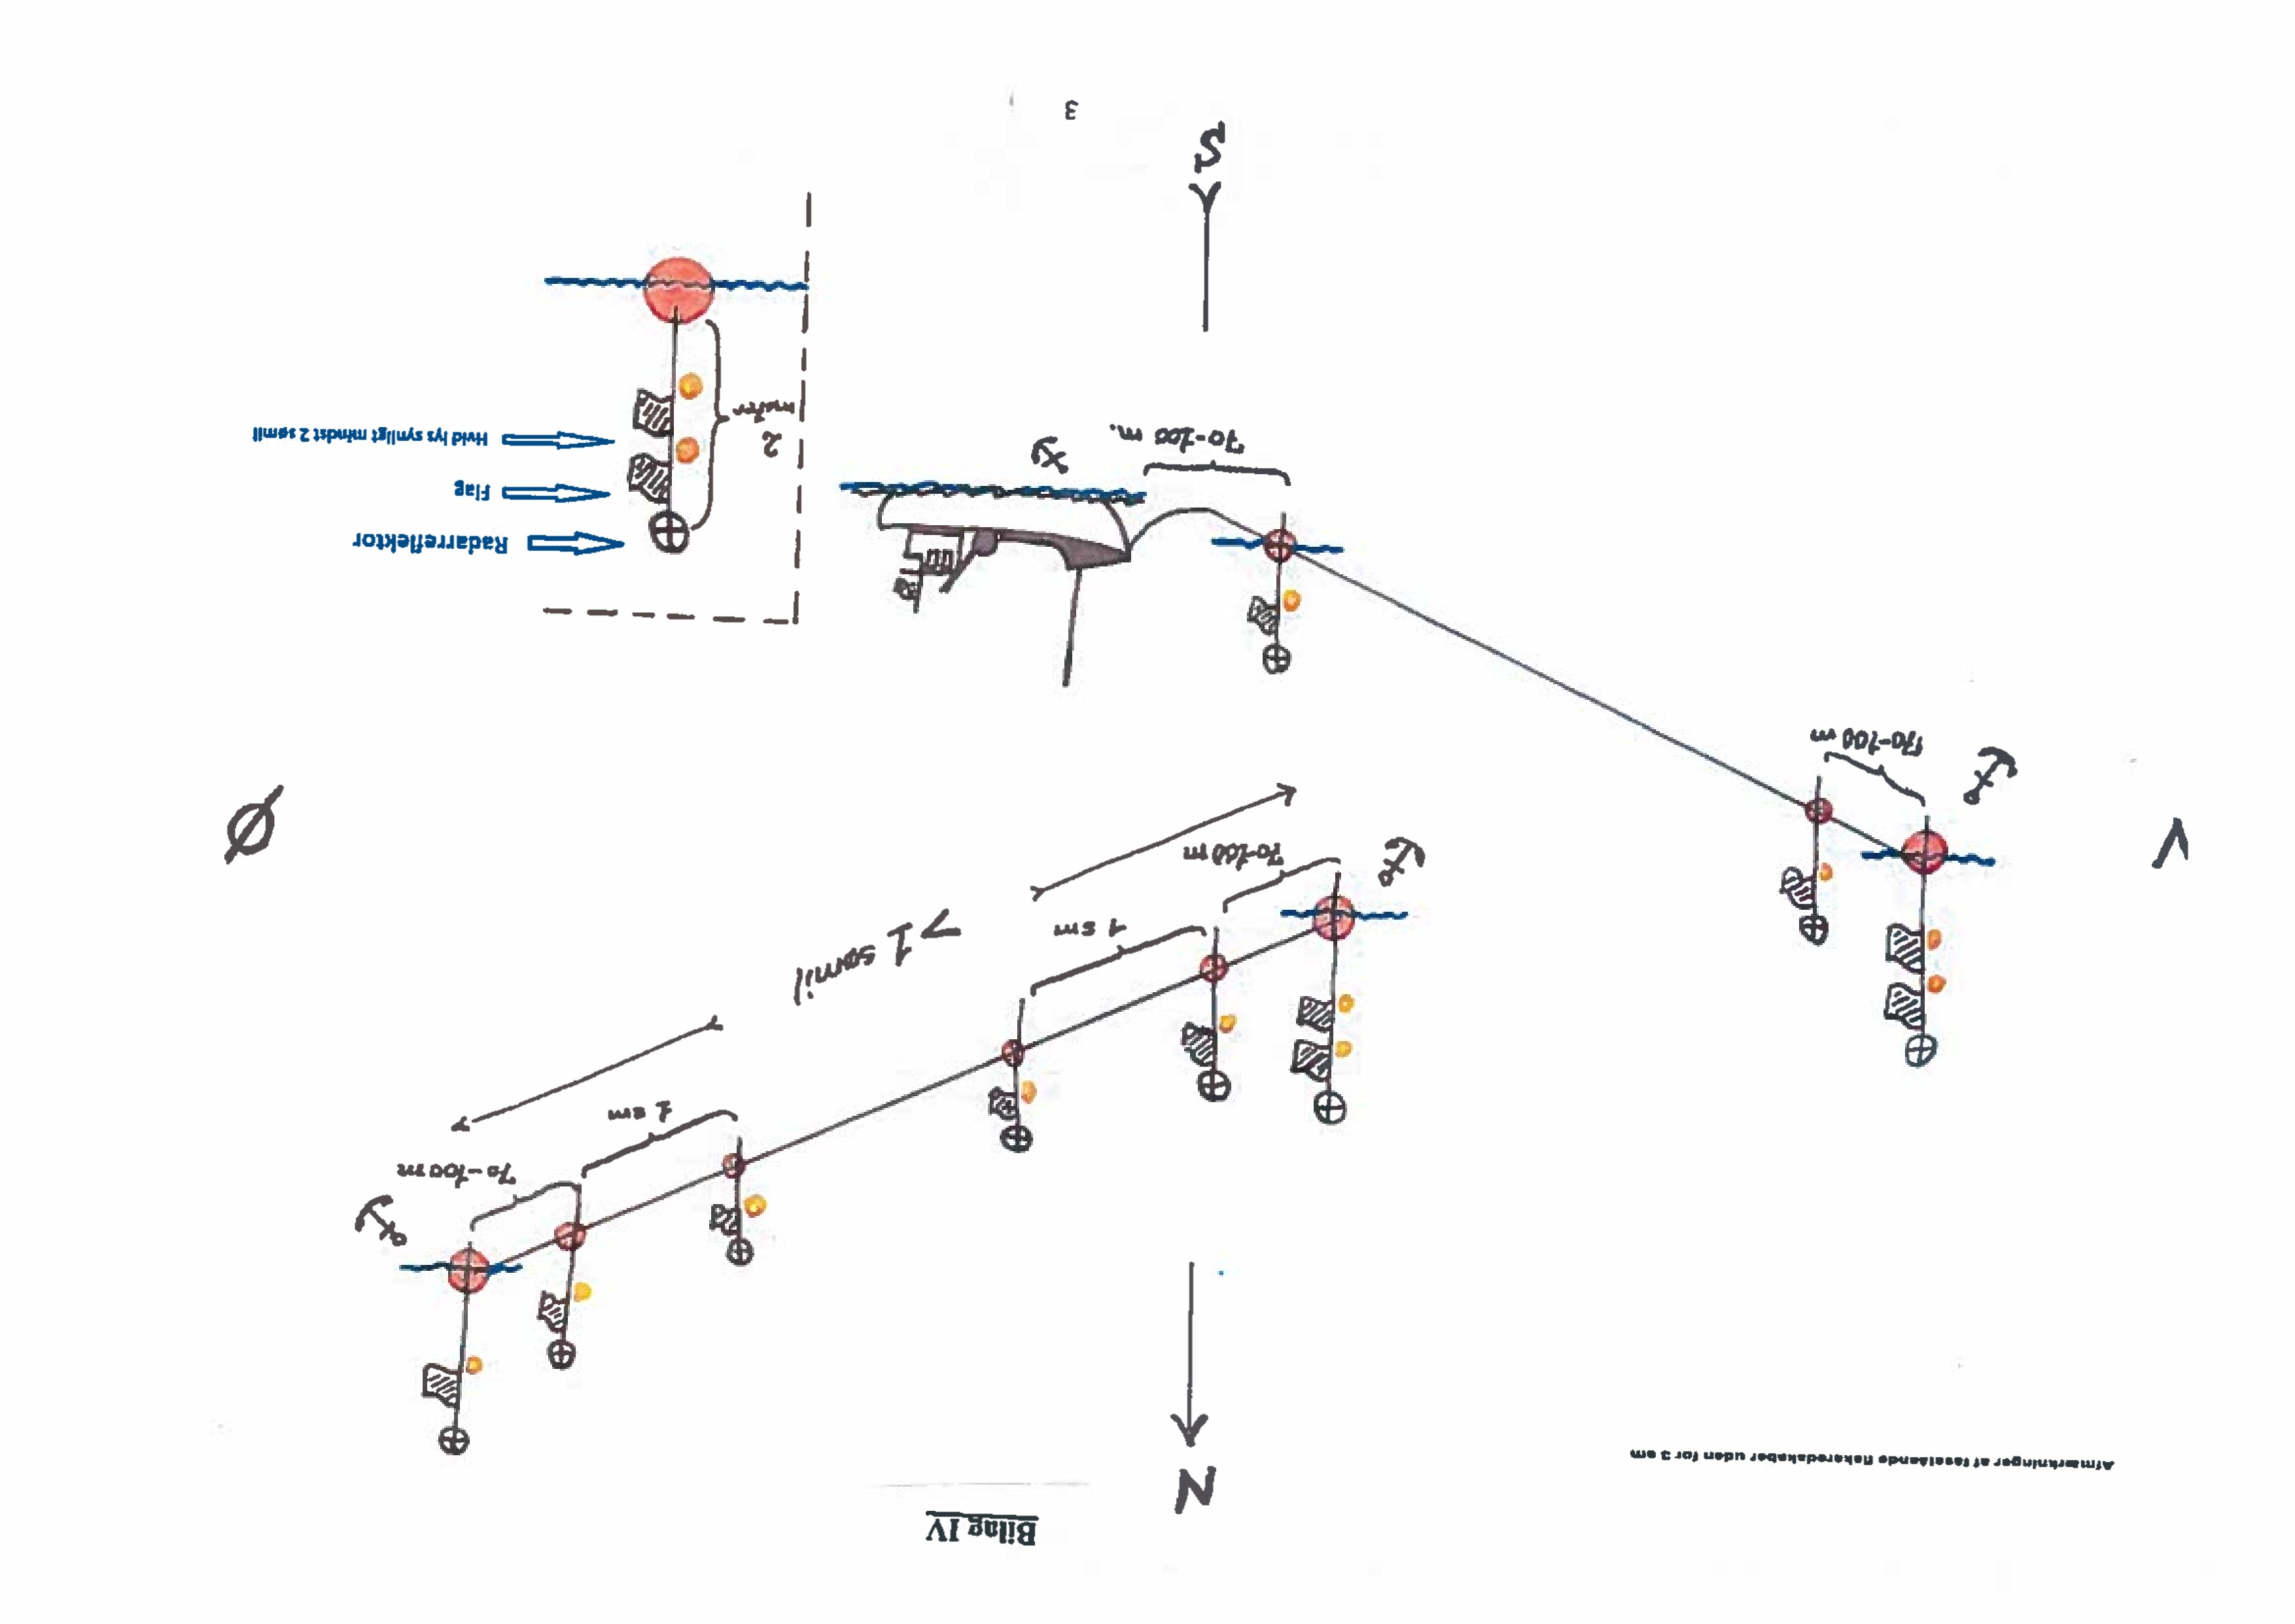 Bilag IV
Afmærkninger af faststående fiskeredskaber uden for 3 sm
N
70-100 m
1 sm
> 1 sømil
1 sm
70-100 m
V
Ø
70-100 m
Radarreflektor
Flag
Hvid lys synligt mindst 2 sømil
2
meter
70-100 m.
S
3